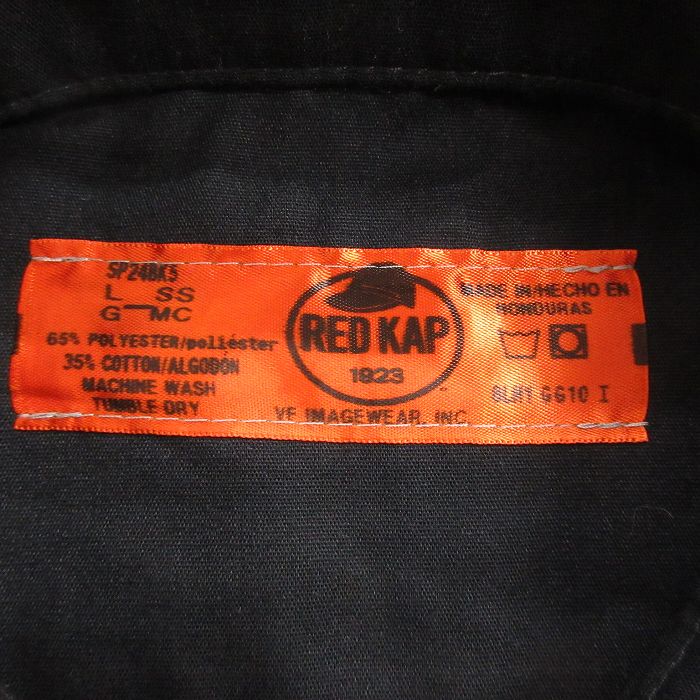 SP24BK5
L - SS
G - MC
65% POLYESTER/poliéster
35% COTTON/ALGODÓN
MACHINE WASH
TUMBLE DRY
RED KAP
1923
VF IMAGEWEAR, INC.
MADE IN/HECHO EN
HONDURAS
GG10 I